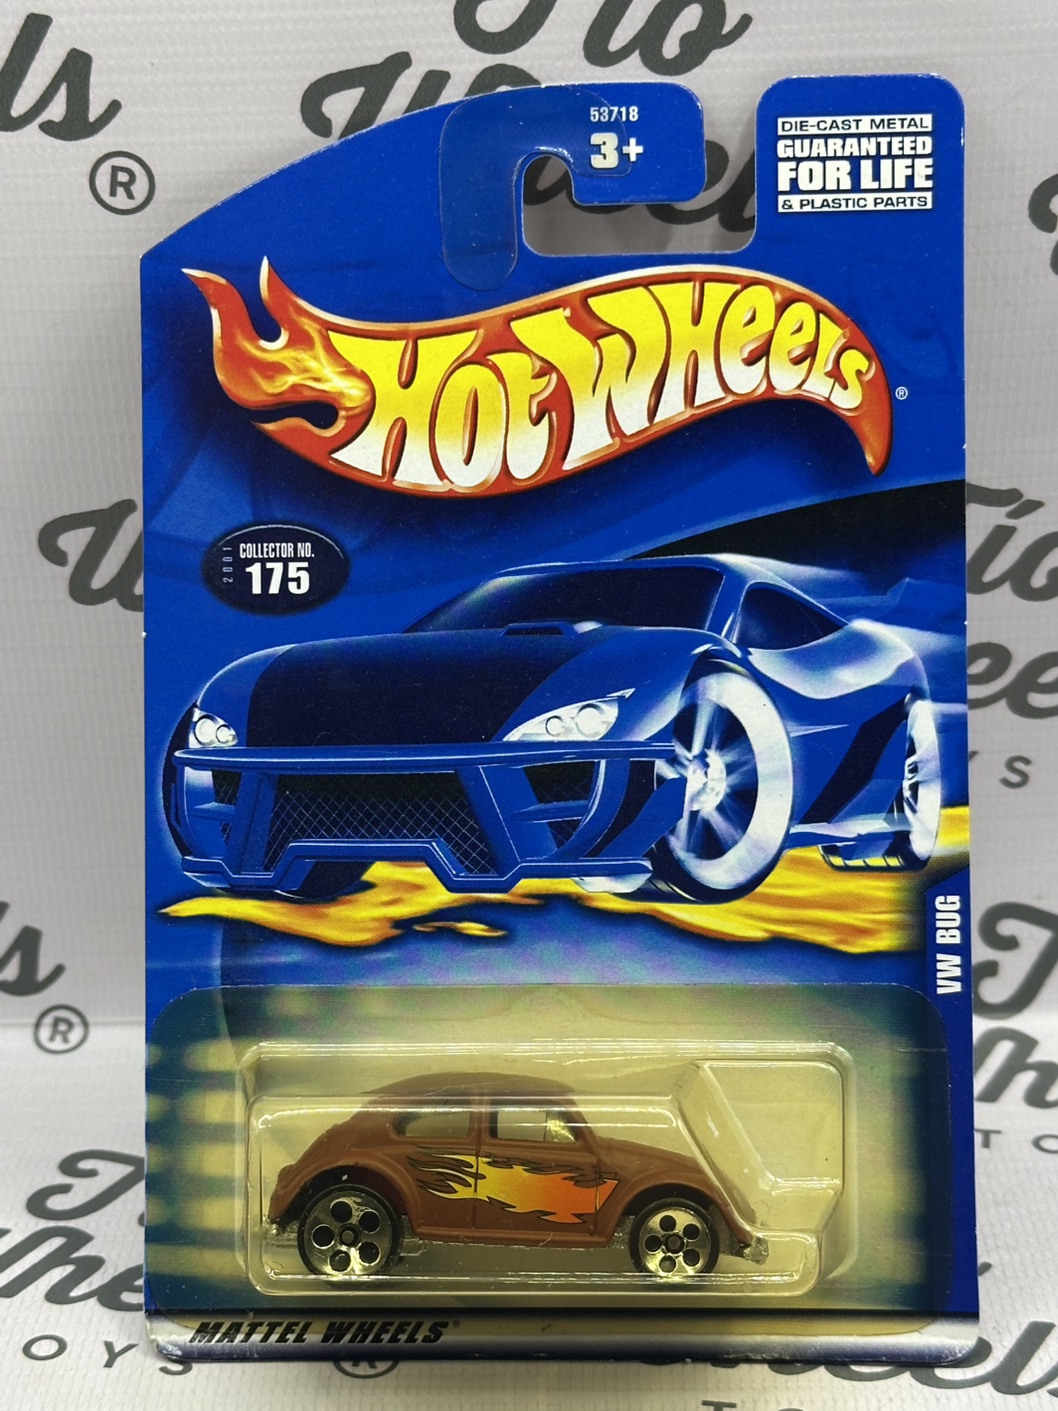 53718
3+
DIE-CAST METAL
GUARANTEED
FOR LIFE
& PLASTIC PARTS
HOT WHEELS®
2001
COLLECTOR NO.
175
VW BUG
MATTEL WHEELS®